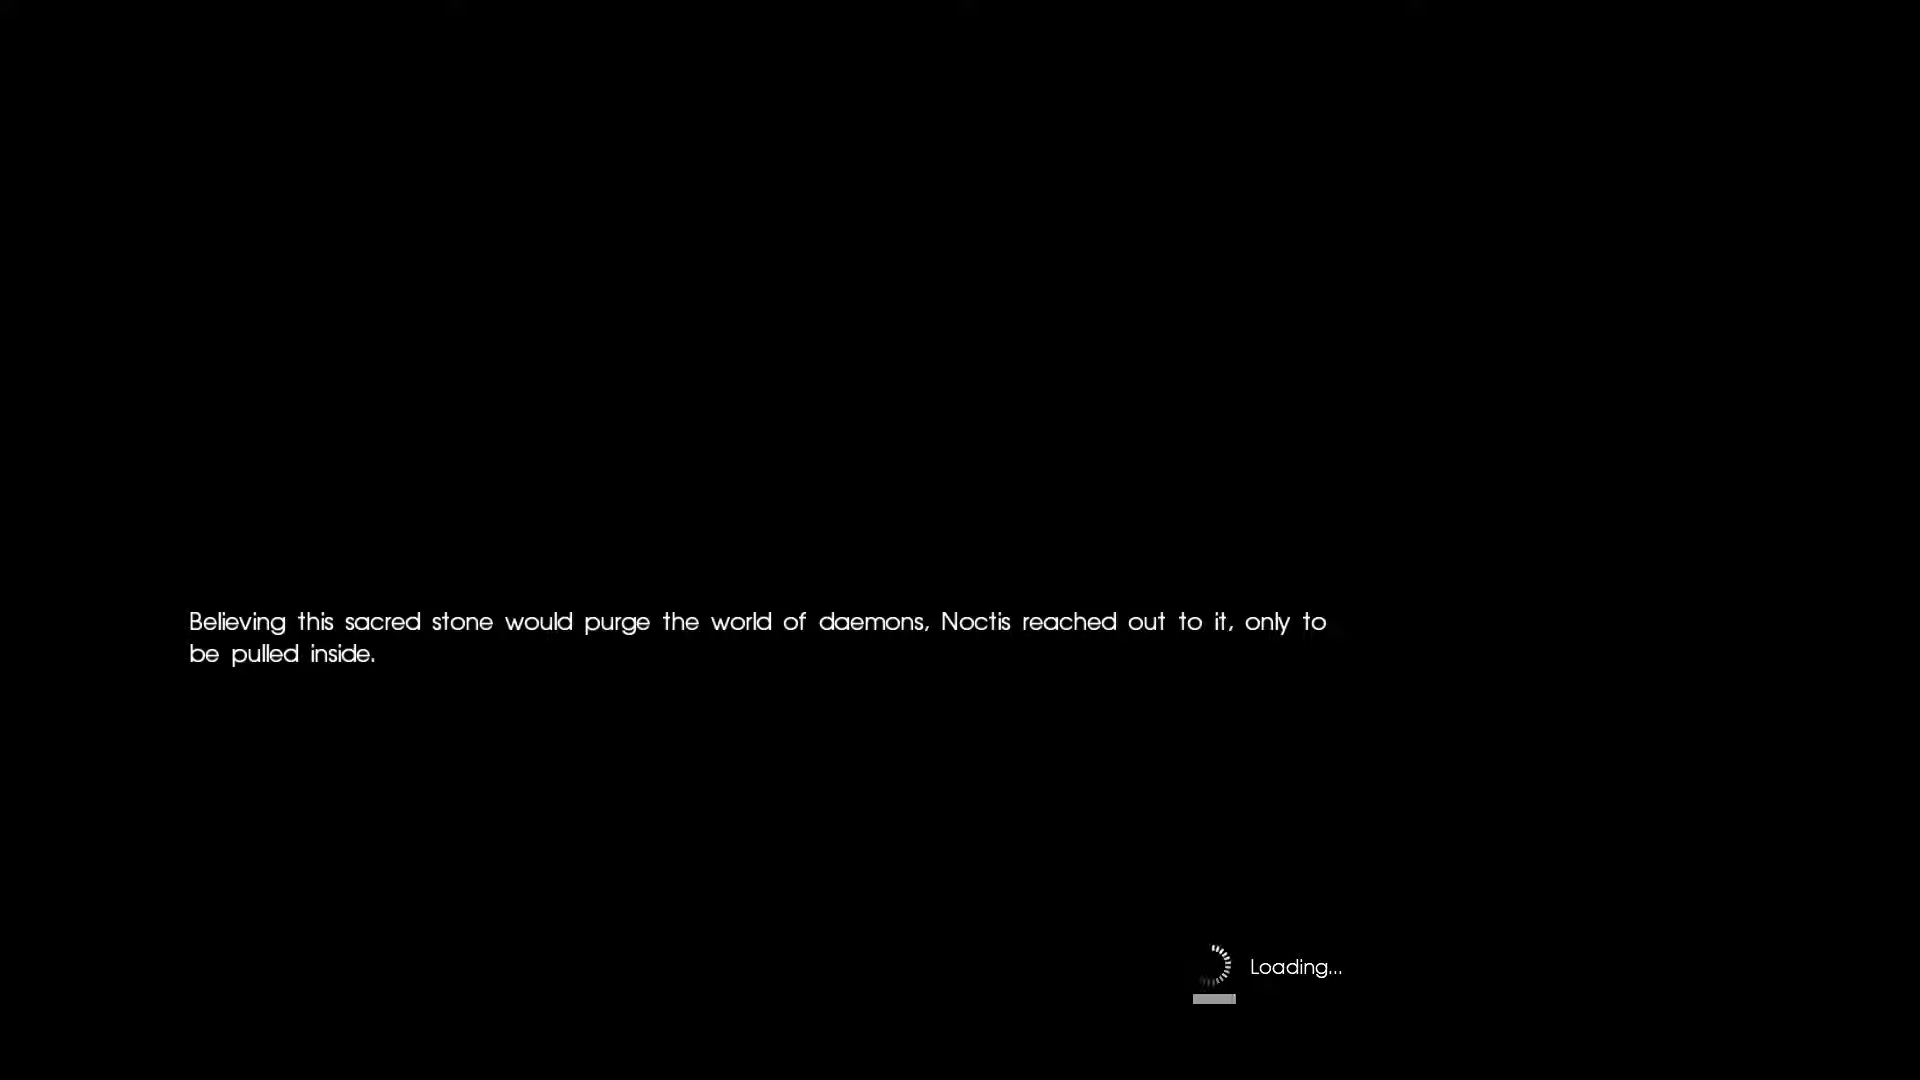 Believing this sacred stone would purge the world of daemons, Noctis reached out to it, only to
be pulled inside.
Loading...